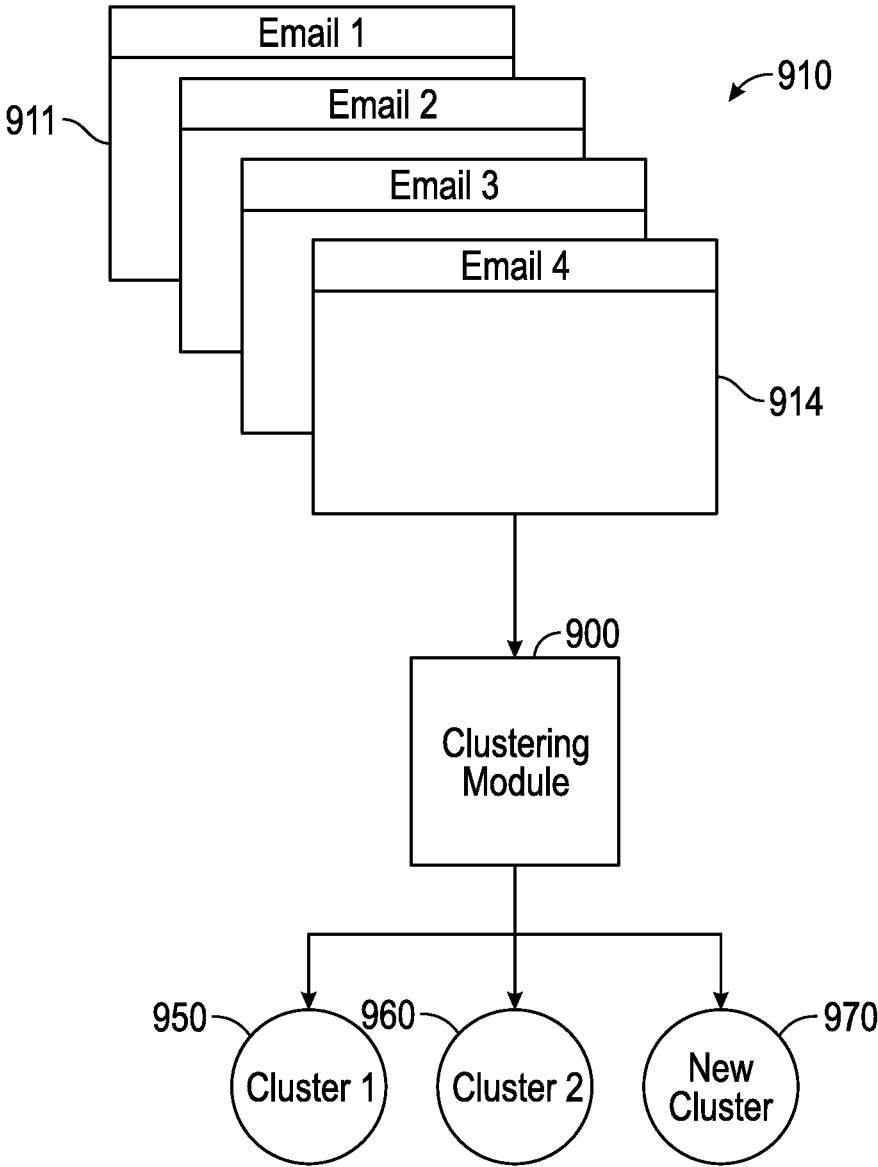 Email 1
910
Email 2
911
Email 3
Email 4
914
900
Clustering
Module
950
960
970
Cluster 1
Cluster 2
New
Cluster